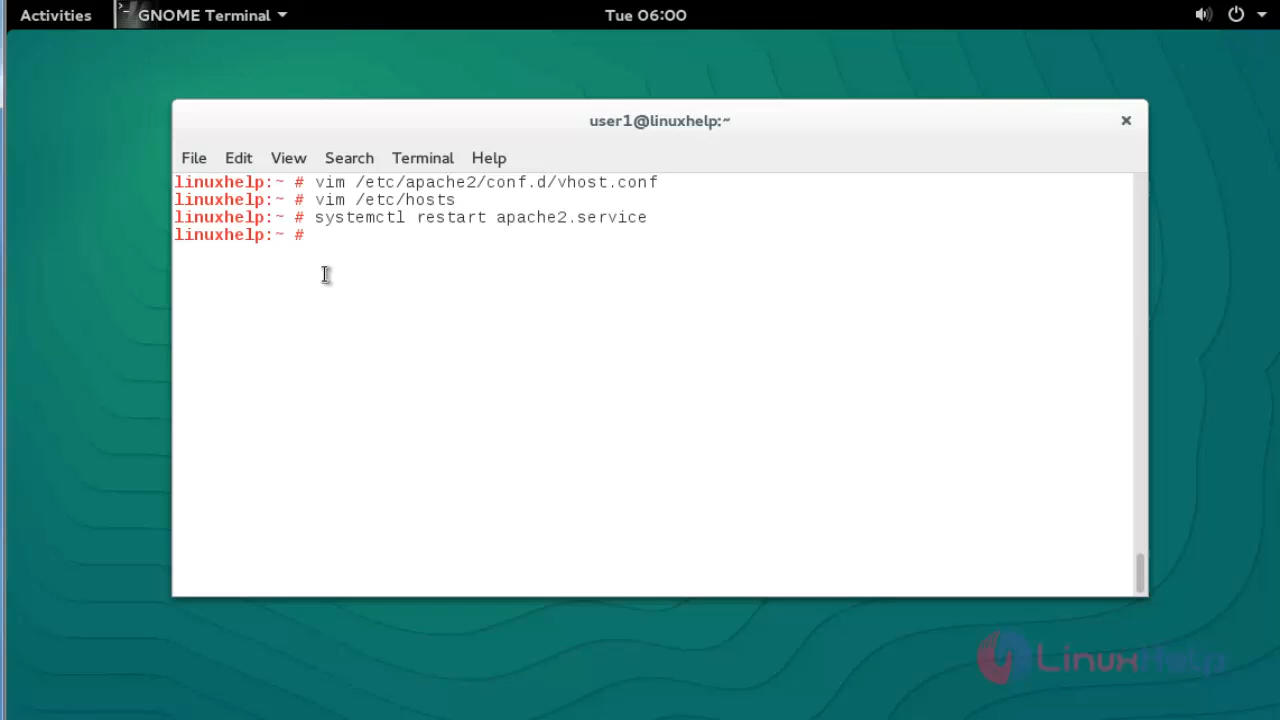 Activities GNOME Terminal Tue 06:00
user1@linuxhelp:~
File Edit View Search Terminal Help
linuxhelp:~ # vim /etc/apache2/conf.d/vhost.conf
linuxhelp:~ # vim /etc/hosts
linuxhelp:~ # systemctl restart apache2.service
linuxhelp:~ #
LinuxHelp